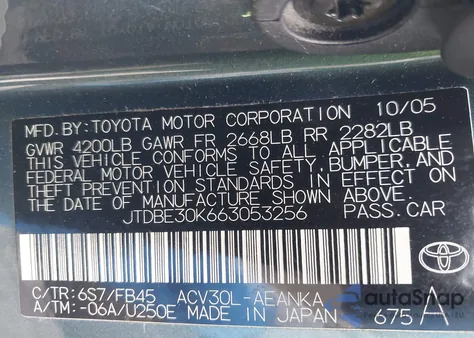 MFD.BY:TOYOTA MOTOR CORPORATION 10/05
GVWR 4200LB GAWR FR 2668LB RR 2282LB
THIS VEHICLE CONFORMS TO ALL APPLICABLE
FEDERAL MOTOR VEHICLE SAFETY, BUMPER, AND
THEFT PREVENTION STANDARDS IN EFFECT ON
THE DATE OF MANUFACTURE SHOWN ABOVE.
JTDBE30K663053256 PASS.CAR
C/TR:6S7/FB45 ACV30L-AEANKA
A/TM:-06A/U250E MADE IN JAPAN 675 A
TOYOTA
autoSnap